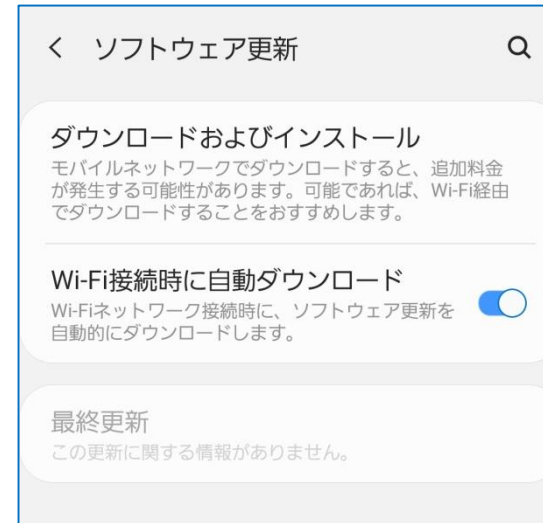 ソフトウェア更新
ダウンロードおよびインストール
モバイルネットワークでダウンロードすると、追加料金
が発生する可能性があります。可能であれば、Wi-Fi経由
でダウンロードすることをおすすめします。
Wi-Fi接続時に自動ダウンロード
Wi-Fiネットワーク接続時に、ソフトウェア更新を
自動的にダウンロードします。
最終更新
この更新に関する情報がありません。